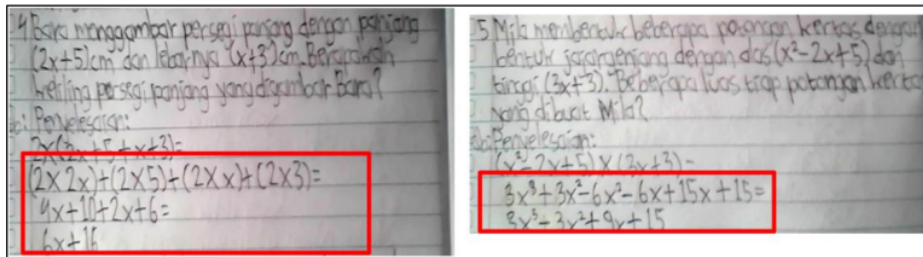 4 Bara menggambar persegi panjang dengan panjang
(2x+5)cm dan lebarnya (x+3)cm. Berapakah
keliling persegi panjang yang digambar Bara?
Penyelesaian:
2x(2x+5+x+3)=
(2x2x)+(2x5)+(2xx)+(2x3)=
4x+10+2x+6=
6x+16
5 Mila membentuk beberapa potongan kertas dengan
bentuk jajargenjang dengan alas (x²-2x+5) dan
tinggi (3x+3). Beberapa luas tiap potongan kertas
yang dibuat Mila?
Penyelesaian:
(x²-2x+5)x(3x+3)=
3x³+3x²-6x²-6x+15x+15=
3x³-3x²+9x+15